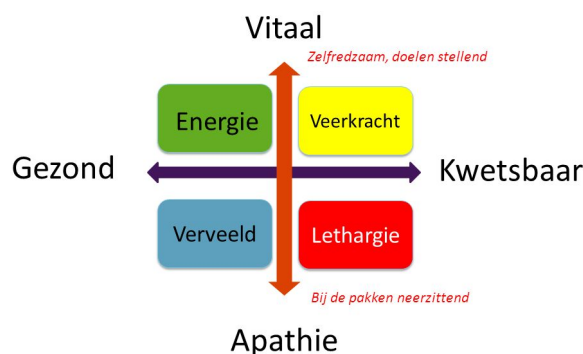 Vitaal
Zelfredzaam, doelen stellend
Energie
Veerkracht
Gezond
Kwetsbaar
Verveeld
Lethargie
Bij de pakken neerzittend
Apathie